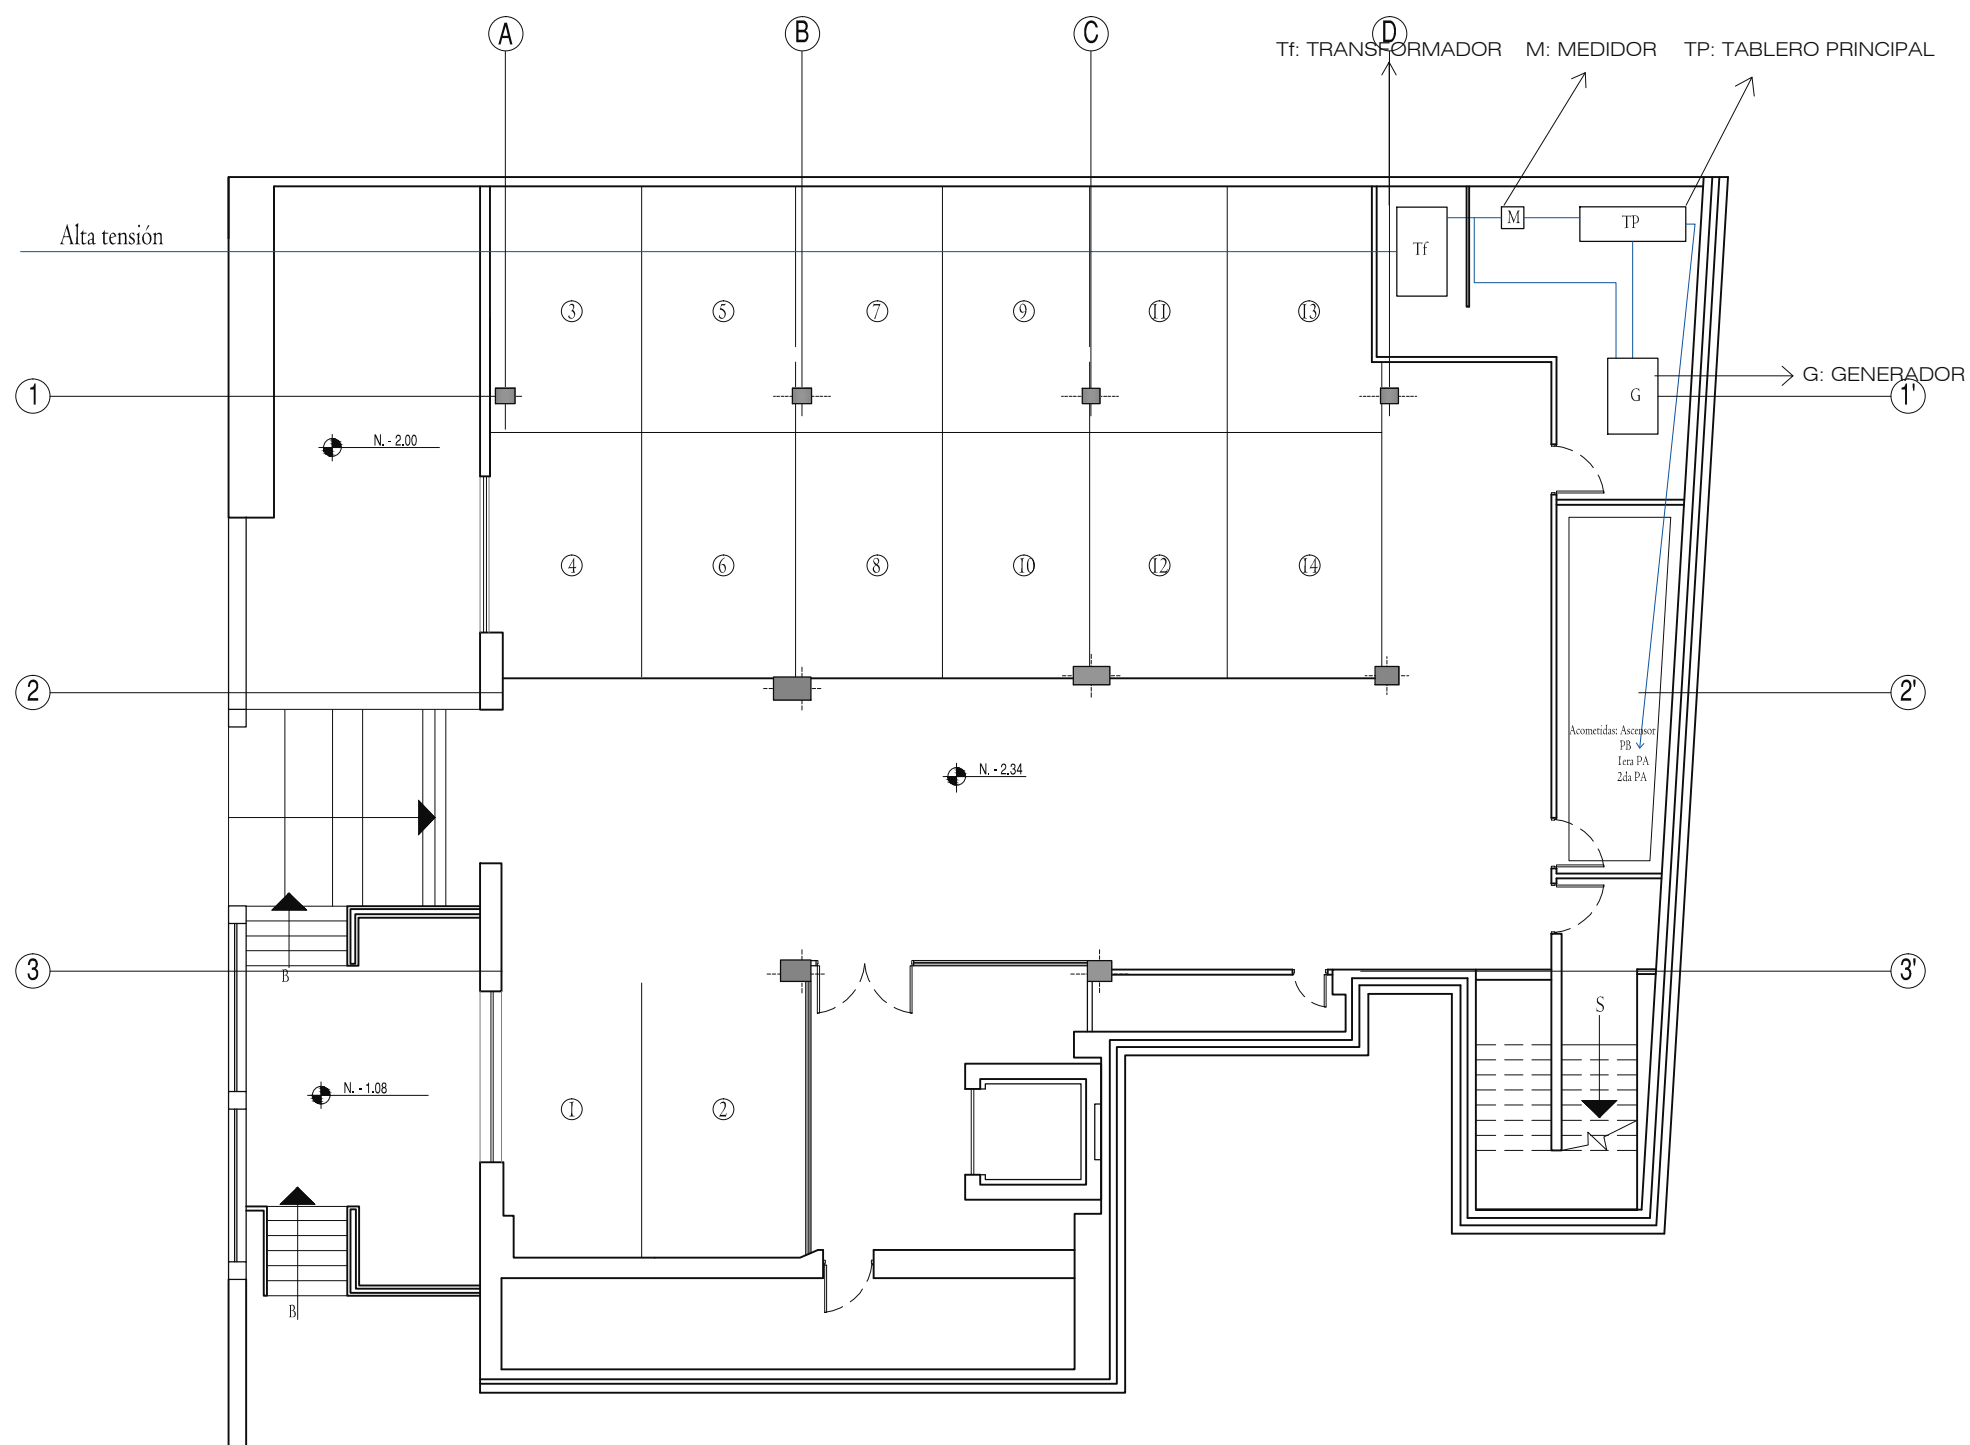 A
B
C
D
Tf: TRANSFORMADOR
M: MEDIDOR
TP: TABLERO PRINCIPAL
Alta tensión
Tf
M
TP
3
5
7
9
11
13
1
G
G: GENERADOR
1'
N. - 2.00
4
6
8
10
12
14
2
2'
Acometidas: Ascensor
PB
1era PA
2da PA
N. - 2.34
3
3'
B
S
N. - 1.08
1
2
B